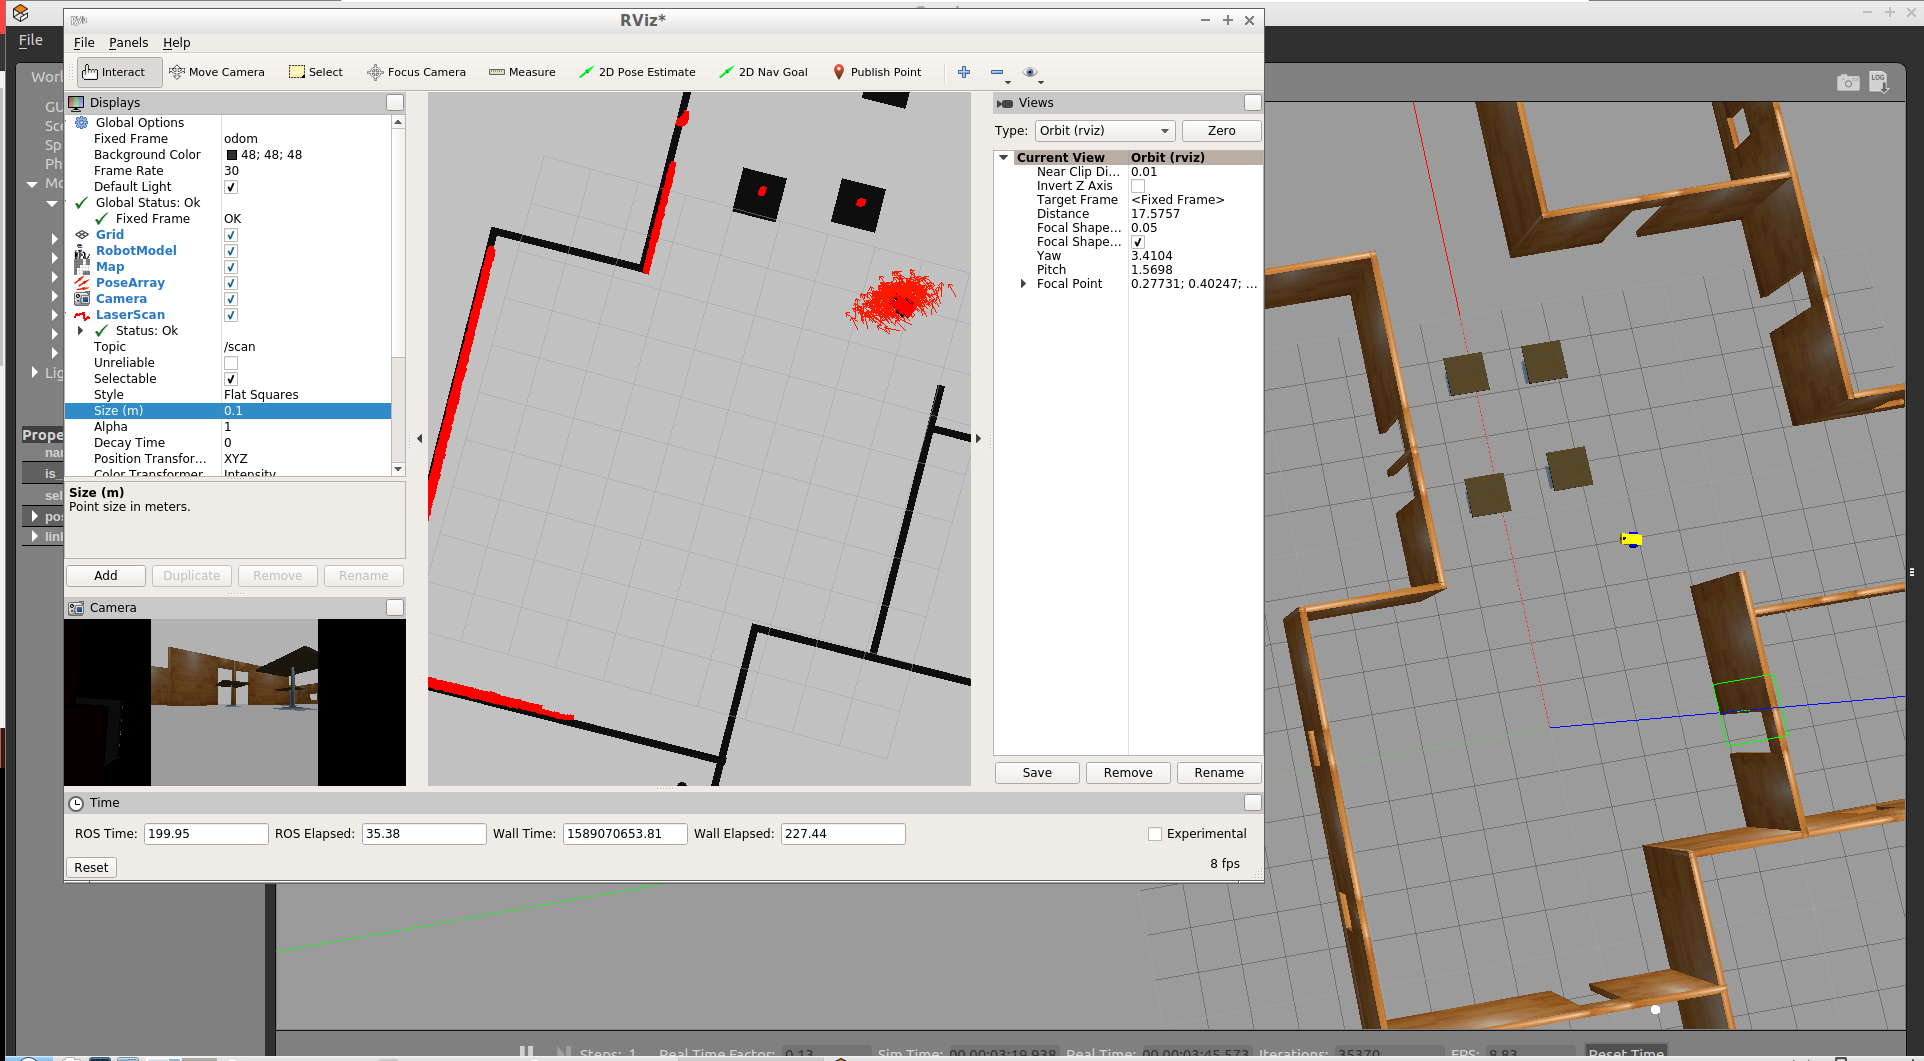 RViz*
File
File Panels Help
Interact Move Camera Select Focus Camera Measure 2D Pose Estimate 2D Nav Goal Publish Point
Displays
Global Options
Fixed Frame odom
Background Color 48; 48; 48
Frame Rate 30
Default Light
Global Status: Ok
Fixed Frame OK
Grid
RobotModel
Map
PoseArray
Camera
LaserScan
Status: Ok
Topic /scan
Unreliable
Selectable
Style Flat Squares
Size (m) 0.1
Alpha 1
Decay Time 0
Position Transfor... XYZ
Color Transformer Intensity
Size (m)
Point size in meters.
Add Duplicate Remove Rename
Camera
Views
Type: Orbit (rviz) Zero
Current View Orbit (rviz)
Near Clip Di... 0.01
Invert Z Axis
Target Frame <Fixed Frame>
Distance 17.5757
Focal Shape... 0.05
Focal Shape...
Yaw 3.4104
Pitch 1.5698
Focal Point 0.27731; 0.40247; ...
Save Remove Rename
Time
ROS Time: 199.95 ROS Elapsed: 35.38 Wall Time: 1589070653.81 Wall Elapsed: 227.44 Experimental
Reset 8 fps
Worl
GU
Sce
Sp
Ph
Mo
Lig
Prope
nar
is_
sel
pos
link
LOG
Steps: 1 Real Time Factor: 0.13 Sim Time: 00 00:03:19.938 Real Time: 00 00:03:45.573 Iterations: 35370 FPS: 8.83 Reset Time